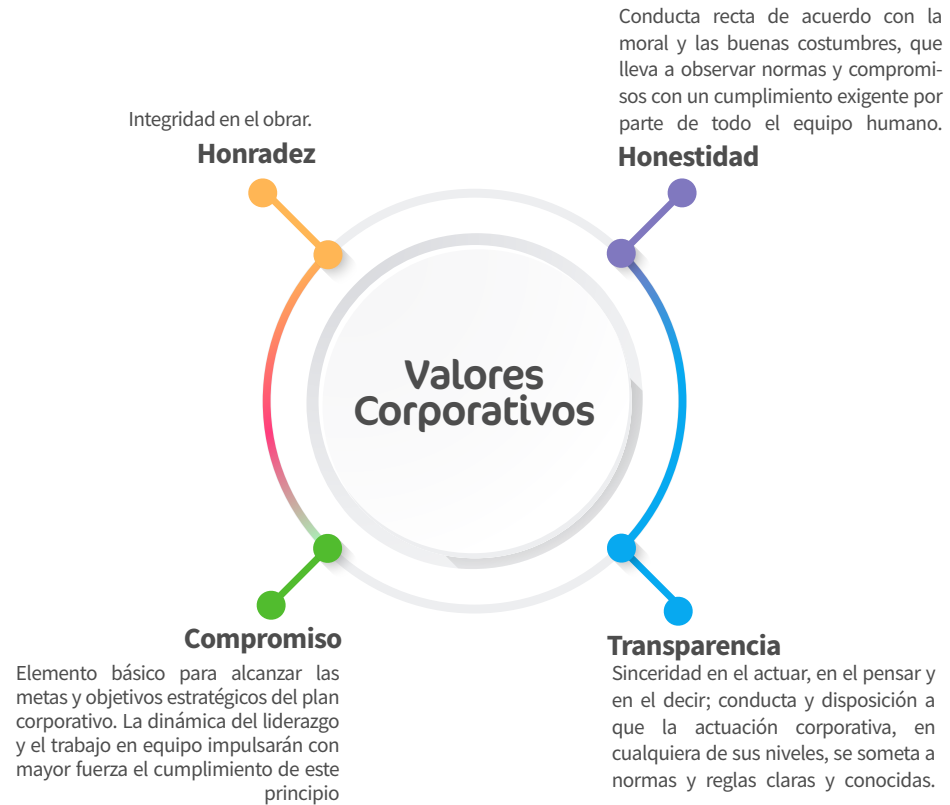 Integridad en el obrar.
Honradez
Conducta recta de acuerdo con la
moral y las buenas costumbres, que
lleva a observar normas y compromi-
sos con un cumplimiento exigente por
parte de todo el equipo humano.
Honestidad
Valores
Corporativos
Compromiso
Elemento básico para alcanzar las
metas y objetivos estratégicos del plan
corporativo. La dinámica del liderazgo
y el trabajo en equipo impulsarán con
mayor fuerza el cumplimiento de este
principio
Transparencia
Sinceridad en el actuar, en el pensar y
en el decir; conducta y disposición a
que la actuación corporativa, en
cualquiera de sus niveles, se someta a
normas y reglas claras y conocidas.